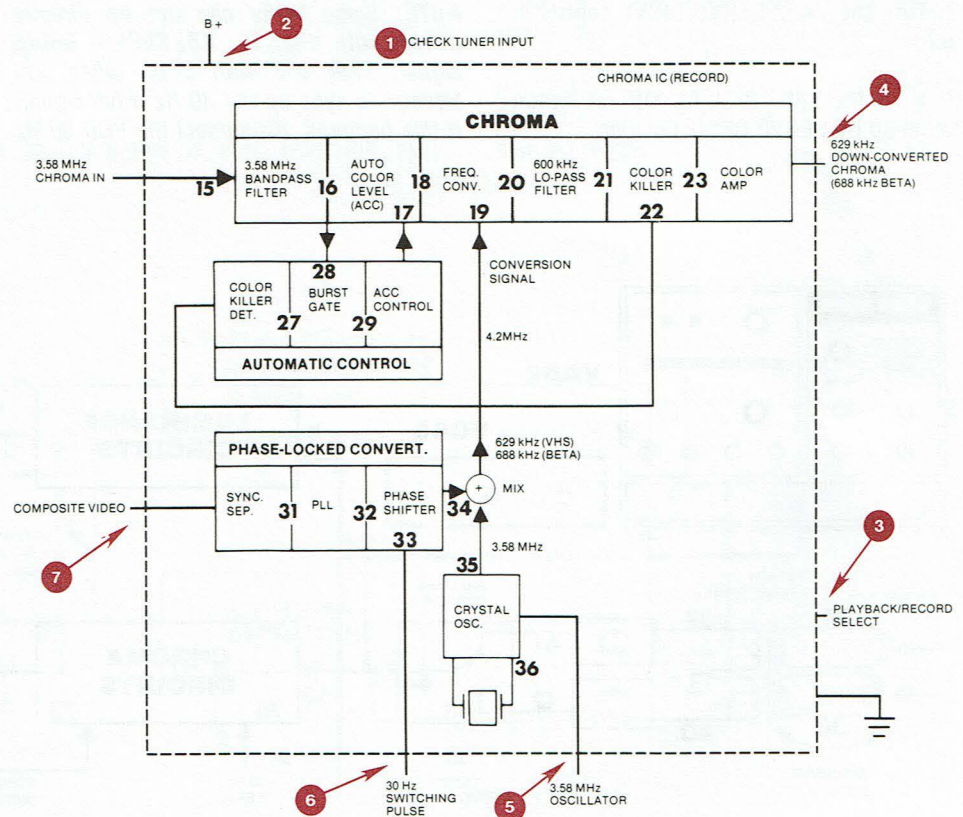 B+
2
1 CHECK TUNER INPUT
CHROMA IC (RECORD)
4
CHROMA
3.58 MHz
CHROMA IN
15
3.58 MHz
BANDPASS
FILTER
16
AUTO
COLOR
LEVEL
(ACC)
17
18
FREQ.
CONV.
19
20
600 kHz
LO-PASS
FILTER
21
COLOR
KILLER
22
23
COLOR
AMP
629 kHz
DOWN-CONVERTED
CHROMA
(688 kHz BETA)
COLOR
KILLER
DET.
27
28
BURST
GATE
29
ACC
CONTROL
AUTOMATIC CONTROL
CONVERSION
SIGNAL
4.2MHz
629 kHz (VHS)
688 kHz (BETA)
PHASE-LOCKED CONVERT.
COMPOSITE VIDEO
7
SYNC.
SEP.
31
PLL
32
PHASE
SHIFTER
33
34
+
MIX
3.58 MHz
35
CRYSTAL
OSC.
36
3
PLAYBACK/RECORD
SELECT
6
30 Hz
SWITCHING
PULSE
5
3.58 MHz
OSCILLATOR